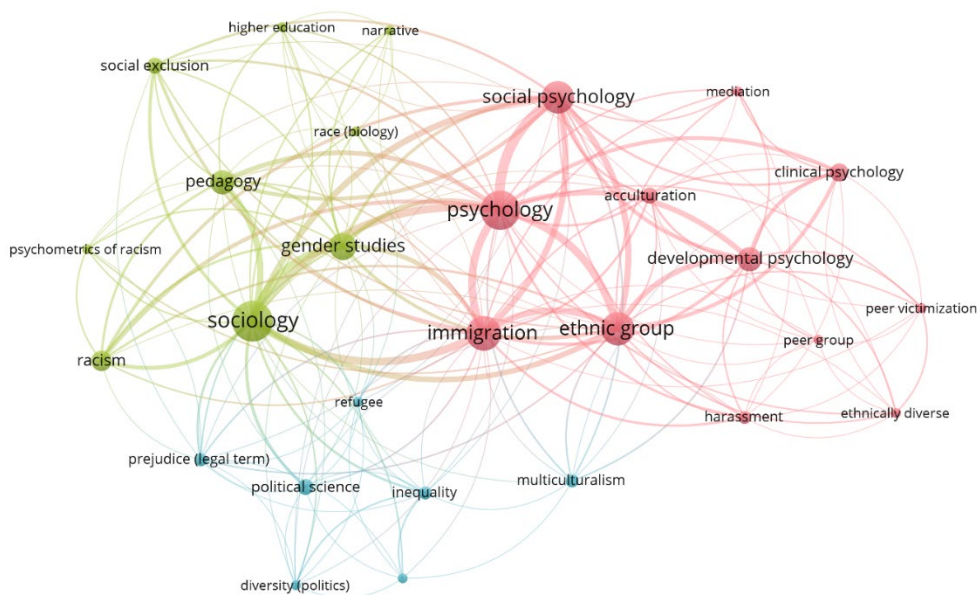 higher education
narrative
social exclusion
social psychology
mediation
race (biology)
clinical psychology
pedagogy
acculturation
psychology
psychometrics of racism
gender studies
developmental psychology
peer victimization
sociology
immigration
ethnic group
peer group
racism
refugee
harassment
ethnically diverse
prejudice (legal term)
political science
inequality
multiculturalism
diversity (politics)